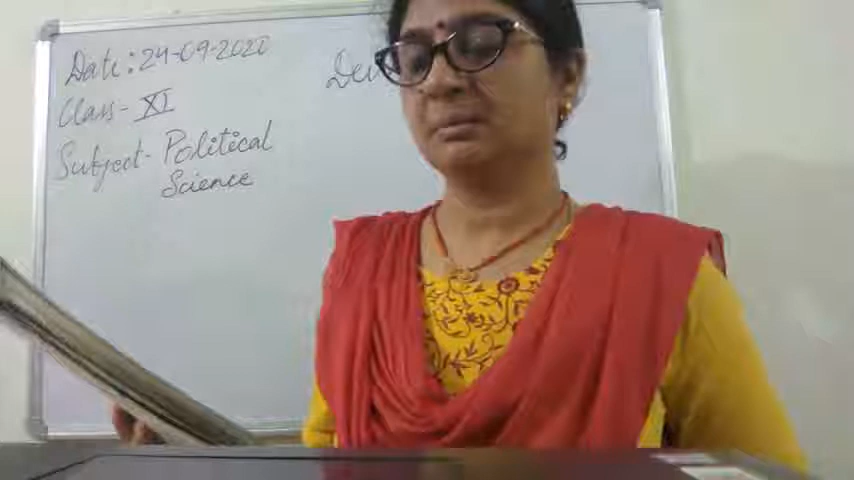 Date: 24-09-2020
Class- XI
Subject- Political
Science